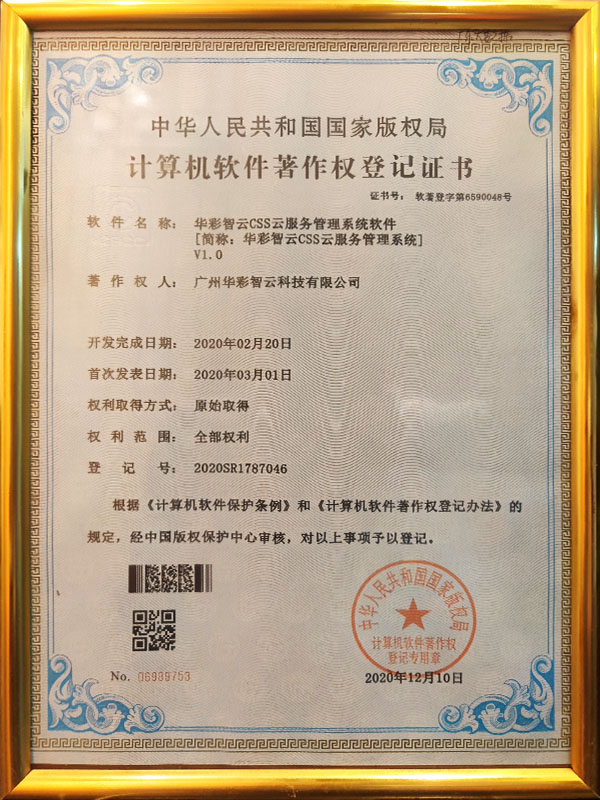 中华人民共和国国家版权局
计算机软件著作权登记证书
证书号： 软著登字第6590048号
软件名称： 华彩智云CSS云服务管理系统软件
[简称：华彩智云CSS云服务管理系统]
V1.0
著作权人： 广州华彩智云科技有限公司
开发完成日期： 2020年02月20日
首次发表日期： 2020年03月01日
权利取得方式： 原始取得
权利范围： 全部权利
登记号： 2020SR1787046
根据《计算机软件保护条例》和《计算机软件著作权登记办法》的
规定，经中国版权保护中心审核，对以上事项予以登记。
中华人民共和国国家版权局
计算机软件著作权
登记专用章
No. 06989753
2020年12月10日